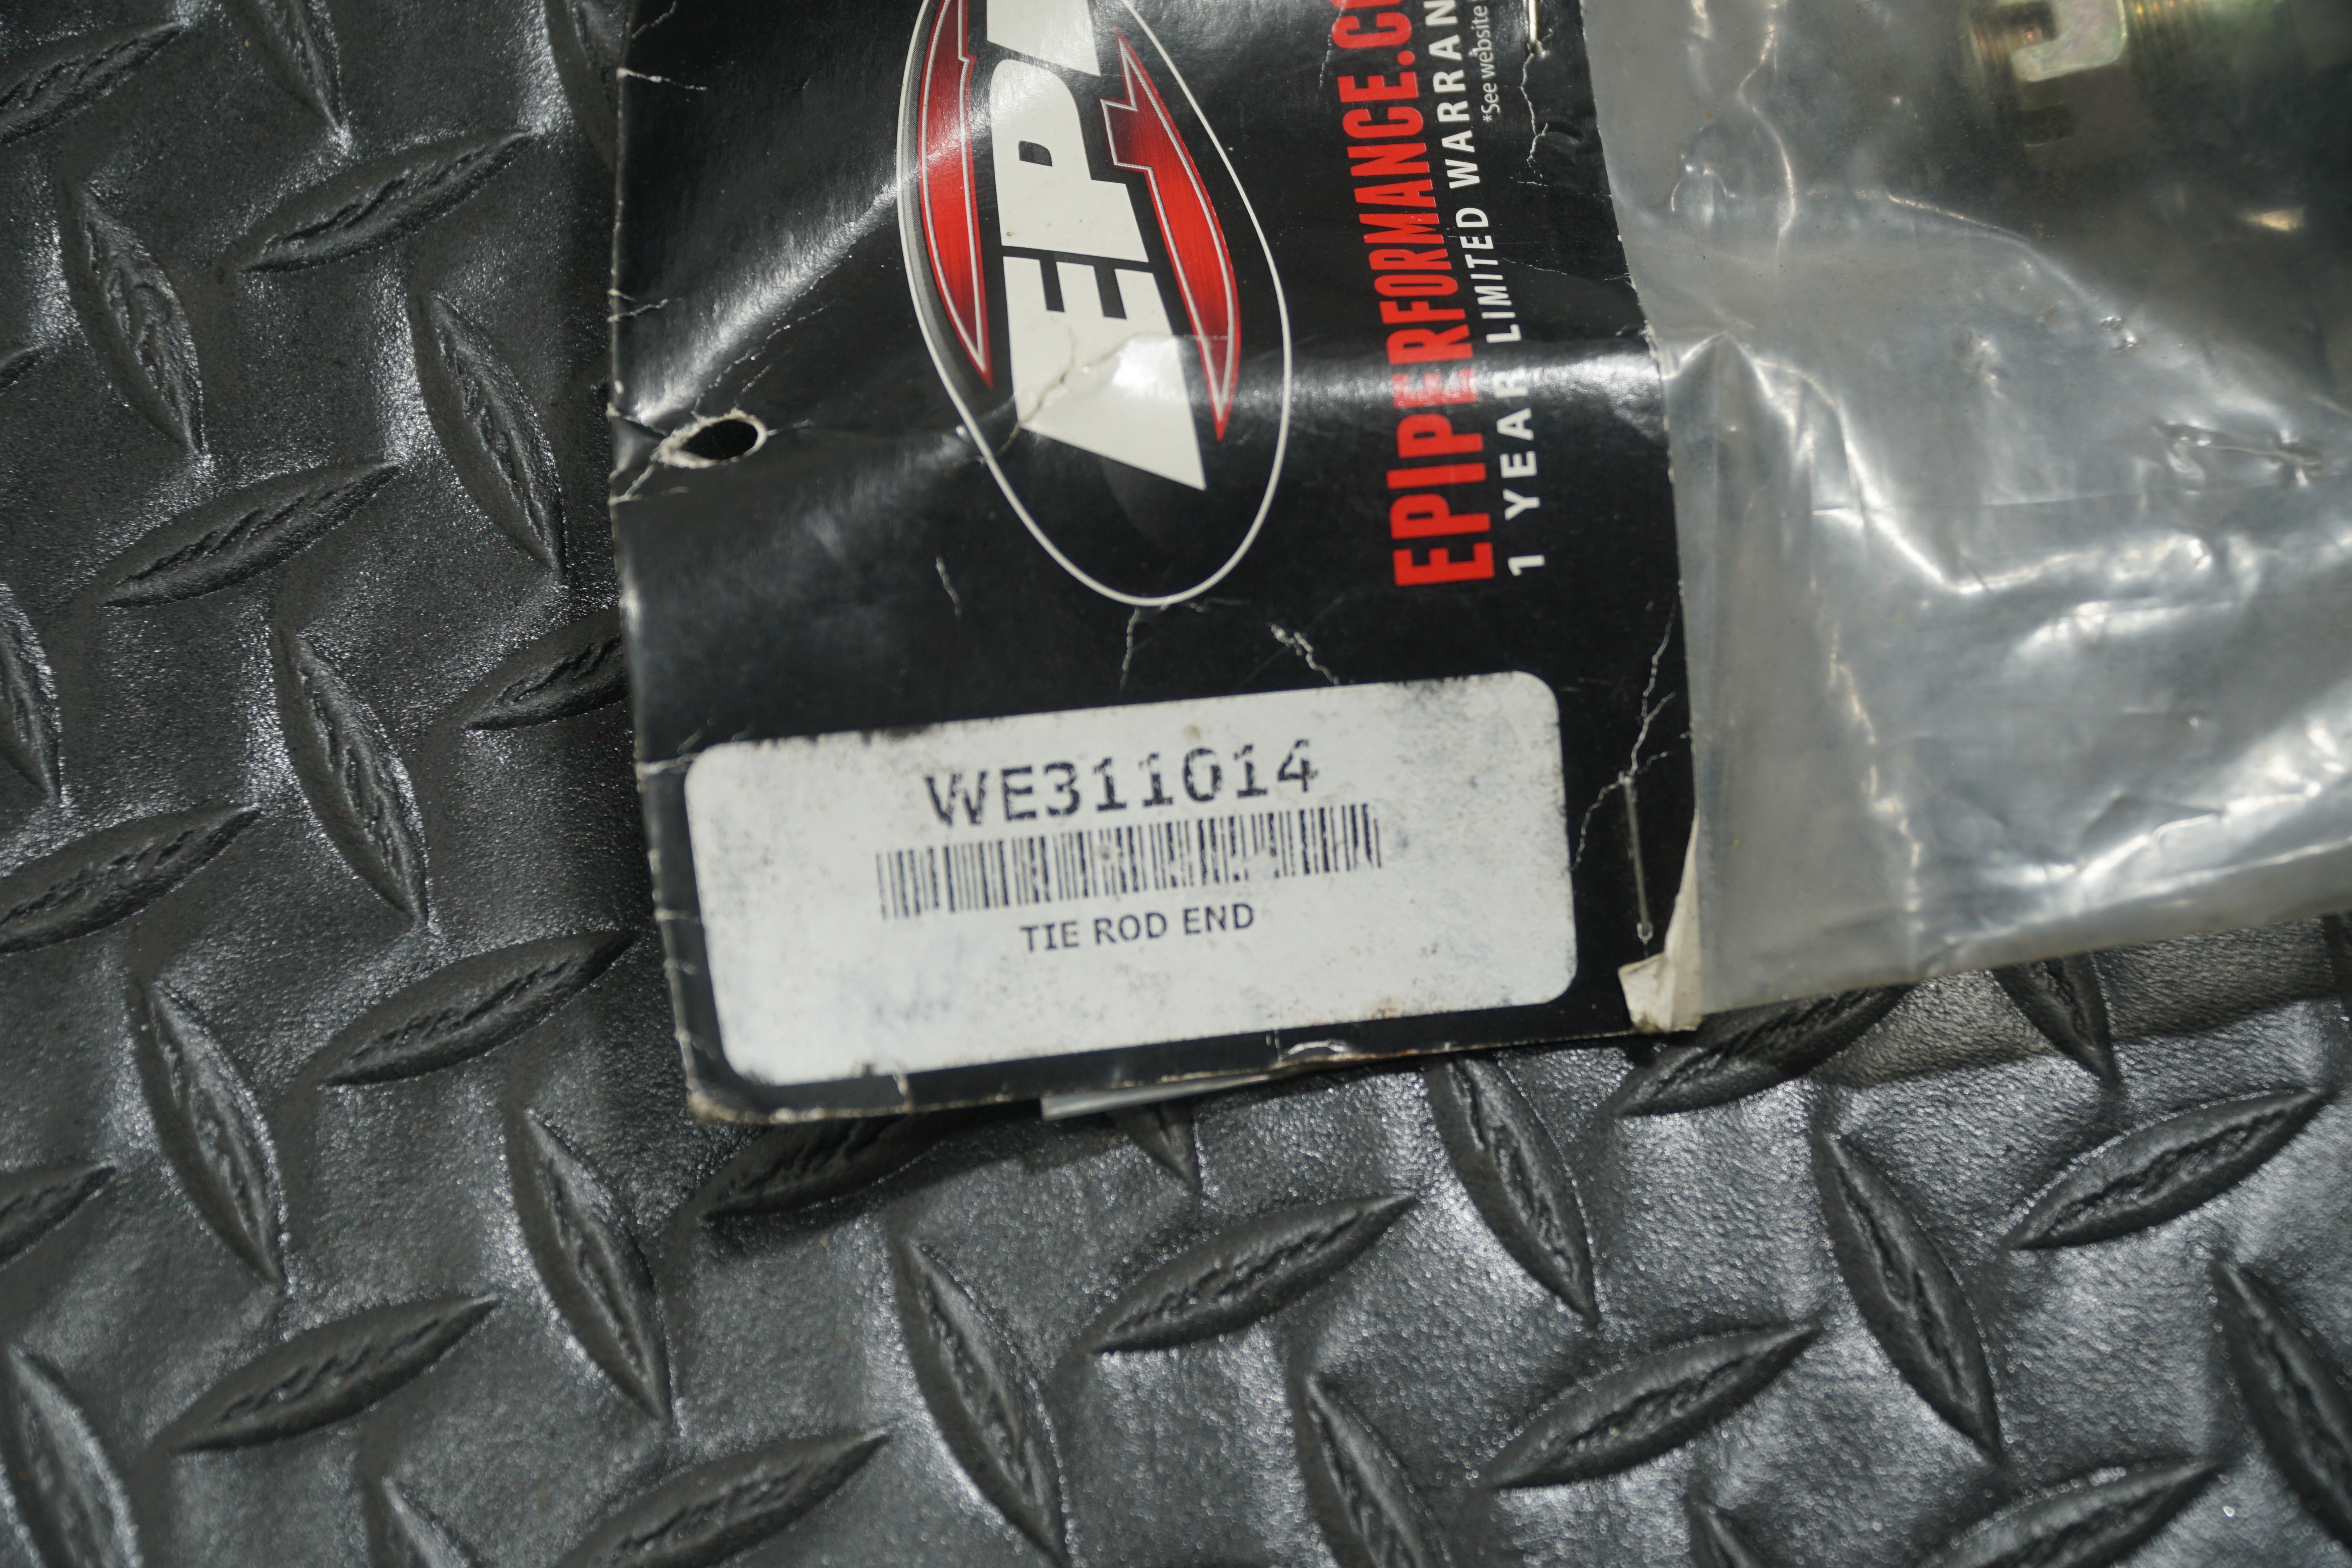 EPI
EPIPERFORMANCE.CO
1 YEAR LIMITED WARRAN
*See website
WE311014
TIE ROD END